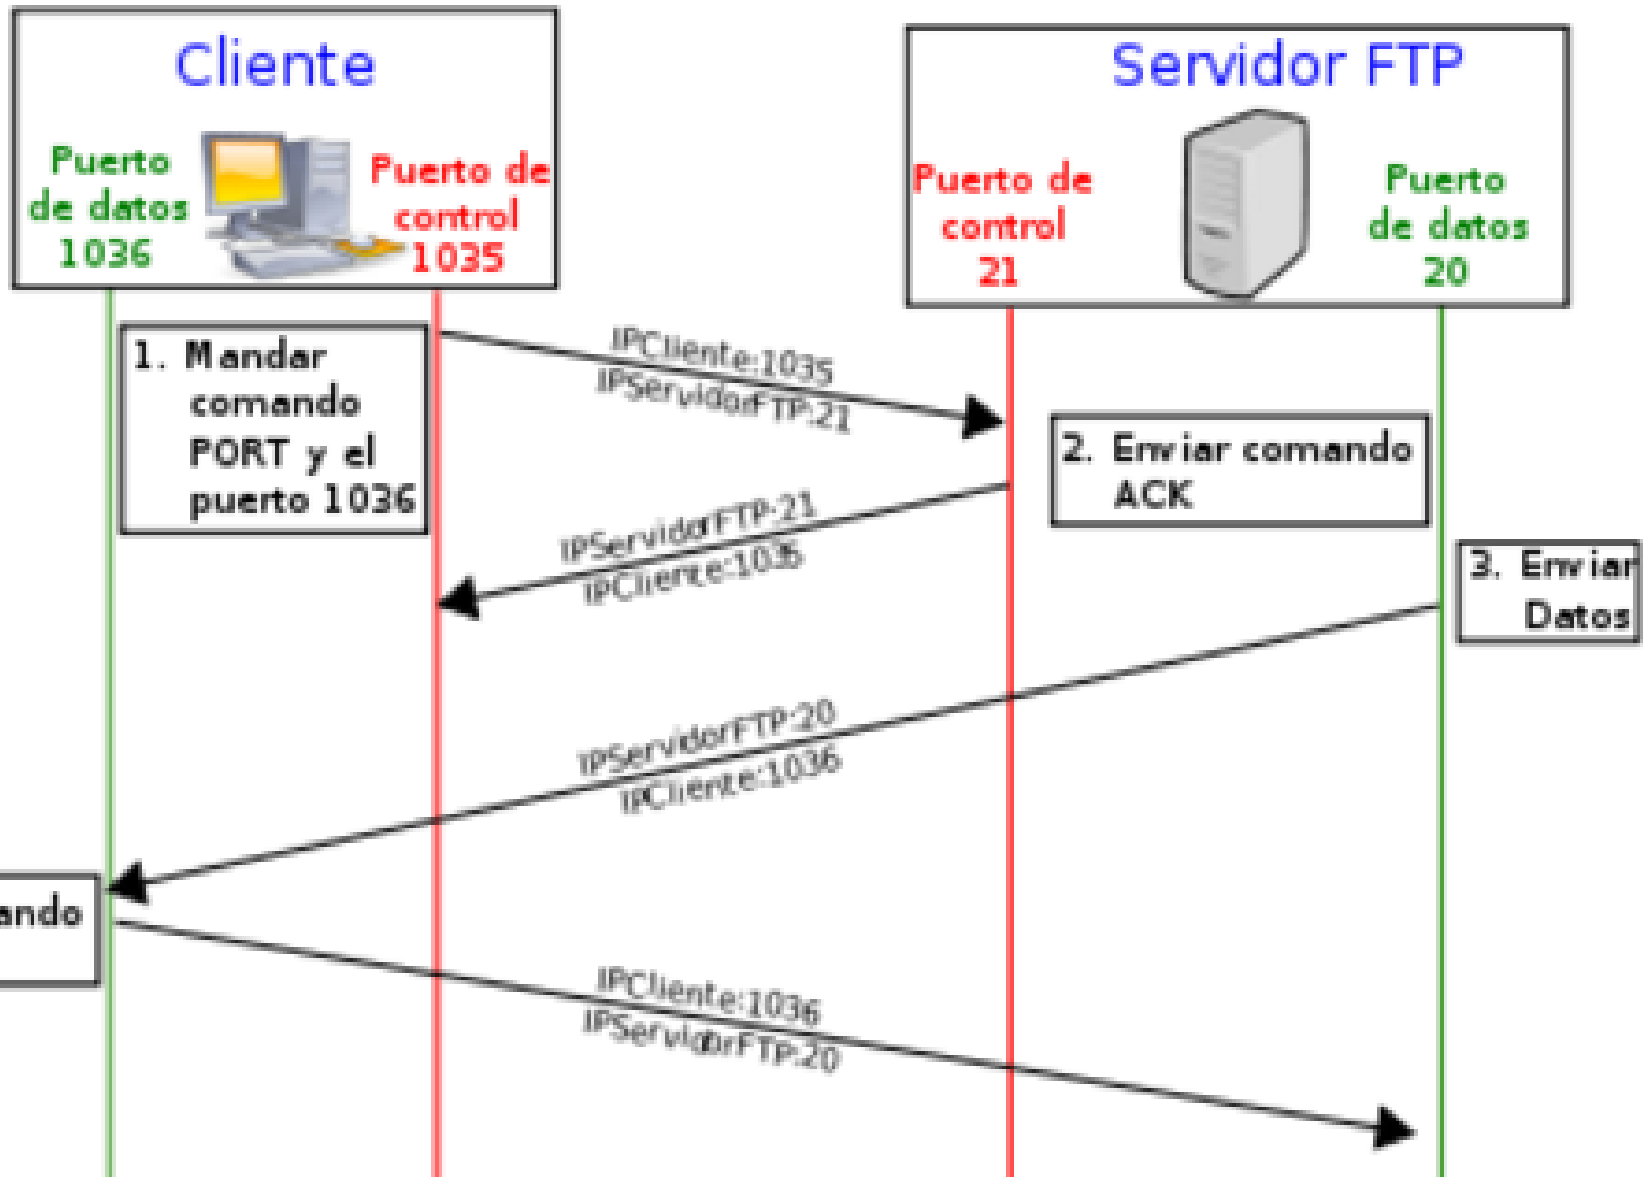 Cliente
Puerto
de datos
1036
Puerto de
control
1035
Servidor FTP
Puerto de
control
21
Puerto
de datos
20
1. Mandar
comando
PORT y el
puerto 1036
IPCliente:1035
IPServidorFTP:21
2. Enviar comando
ACK
IPServidorFTP:21
IPCliente:1035
3. Enviar
Datos
IPServidorFTP:20
IPCliente:1036
ando
IPCliente:1036
IPServidorFTP:20